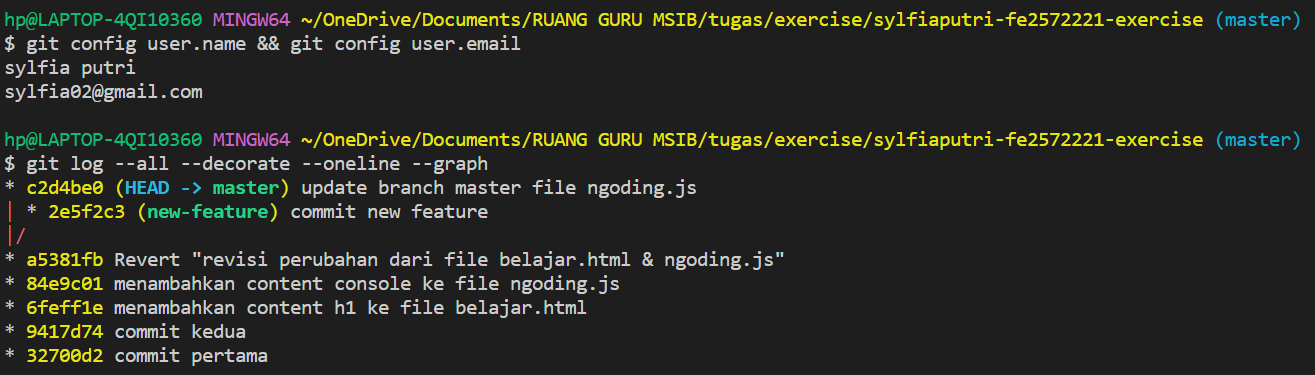 hp@LAPTOP-4QI10360 MINGW64 ~/OneDrive/Documents/RUANG GURU MSIB/tugas/exercise/sylfiaputri-fe2572221-exercise (master)
$ git config user.name && git config user.email
sylfia putri
sylfia02@gmail.com
hp@LAPTOP-4QI10360 MINGW64 ~/OneDrive/Documents/RUANG GURU MSIB/tugas/exercise/sylfiaputri-fe2572221-exercise (master)
$ git log --all --decorate --oneline --graph
* c2d4be0 (HEAD -> master) update branch master file ngoding.js
| * 2e5f2c3 (new-feature) commit new feature
|/
* a5381fb Revert "revisi perubahan dari file belajar.html & ngoding.js"
* 84e9c01 menambahkan content console ke file ngoding.js
* 6feff1e menambahkan content h1 ke file belajar.html
* 9417d74 commit kedua
* 32700d2 commit pertama